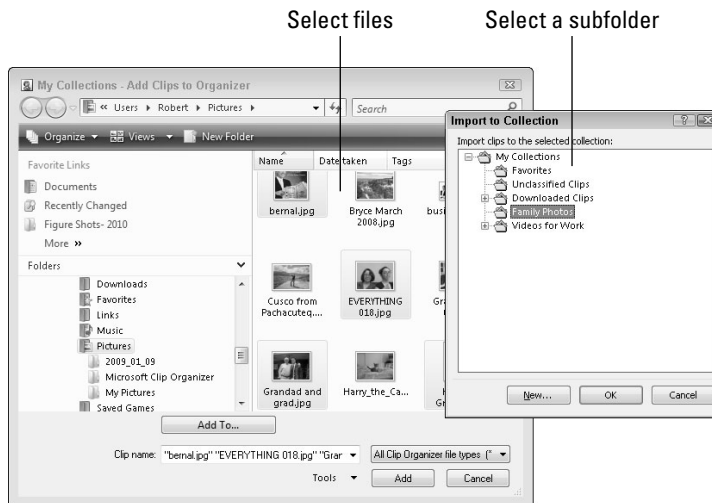 Select files
Select a subfolder
My Collections - Add Clips to Organizer
« Users ▸ Robert ▸ Pictures ▸
Search
Organize
Views
New Folder
Favorite Links
Documents
Recently Changed
Figure Shots- 2010
More »
Folders
Downloads
Favorites
Links
Music
Pictures
2009_01_09
Microsoft Clip Organizer
My Pictures
Saved Games
Name
Date taken
Tags
bernal.jpg
Bryce March
2008.jpg
Cusco from
Pachacuteq....
EVERYTHING
018.jpg
Grandad and
grad.jpg
Harry_the_Ca...
Add To...
Clip name:
"bernal.jpg" "EVERYTHING 018.jpg" "Gran
All Clip Organizer file types (*
Tools
Add
Cancel
Import to Collection
Import clips to the selected collection:
My Collections
Favorites
Unclassified Clips
Downloaded Clips
Family Photos
Videos for Work
New...
OK
Cancel